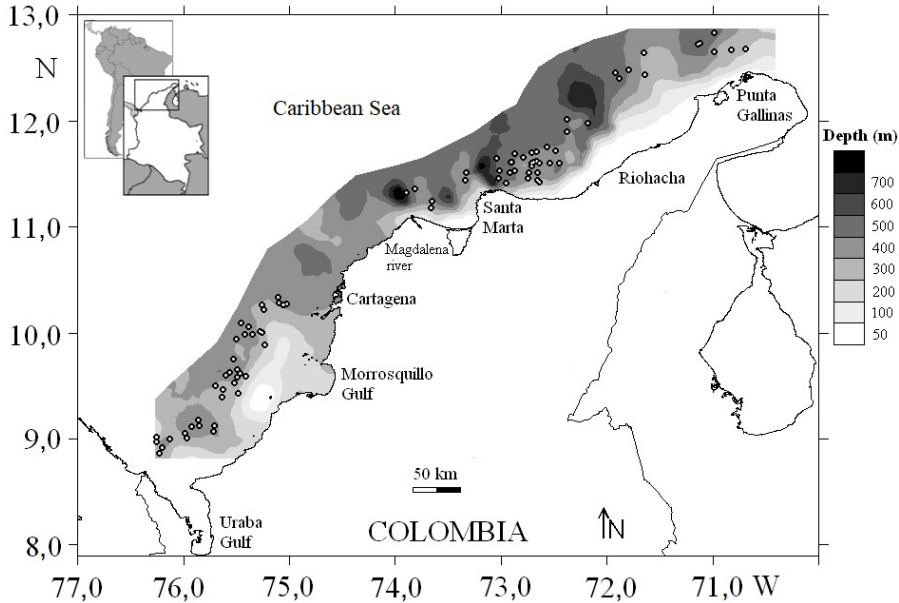 13,0
N
12,0
11,0
10,0
9,0
8,0
Caribbean Sea
Punta
Gallinas
Riohacha
Santa
Marta
Magdalena
river
Cartagena
Morrosquillo
Gulf
Uraba
Gulf
50 km
COLOMBIA
N
Depth (m)
700
600
500
400
300
200
100
50
77,0
76,0
75,0
74,0
73,0
72,0
71,0 W